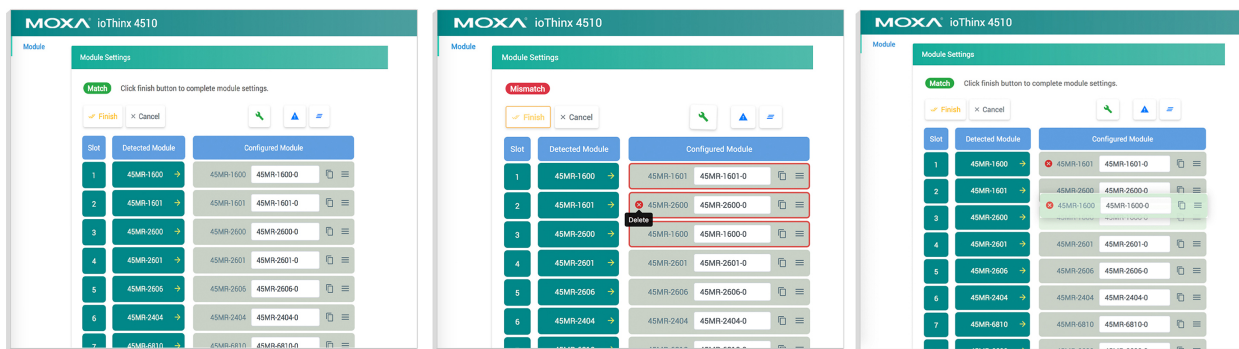 MOXA ioThinx 4510
Module
Module Settings
Match Click finish button to complete module settings.
Finish × Cancel
Slot Detected Module Configured Module
1 45MR-1600 → 45MR-1600 45MR-1600-0
2 45MR-1601 → 45MR-1601 45MR-1601-0
3 45MR-2600 → 45MR-2600 45MR-2600-0
4 45MR-2601 → 45MR-2601 45MR-2601-0
5 45MR-2606 → 45MR-2606 45MR-2606-0
6 45MR-2404 → 45MR-2404 45MR-2404-0
7 45MR-6810 → 45MR-6810 45MR-6810-0
MOXA ioThinx 4510
Module
Module Settings
Mismatch
Finish × Cancel
Slot Detected Module Configured Module
1 45MR-1600 → 45MR-1601 45MR-1601-0
2 45MR-1601 → 45MR-2600 45MR-2600-0
Delete
3 45MR-2600 → 45MR-1600 45MR-1600-0
4 45MR-2601 → 45MR-2601 45MR-2601-0
5 45MR-2606 → 45MR-2606 45MR-2606-0
6 45MR-2404 → 45MR-2404 45MR-2404-0
MOXA ioThinx 4510
Module
Module Settings
Match Click finish button to complete module settings.
Finish × Cancel
Slot Detected Module Configured Module
1 45MR-1600 → 45MR-1601 45MR-1601-0
2 45MR-1601 → 45MR-2600 45MR-2600-0
45MR-1600 45MR-1600-0
3 45MR-2600 →
4 45MR-2601 → 45MR-2601 45MR-2601-0
5 45MR-2606 → 45MR-2606 45MR-2606-0
6 45MR-2404 → 45MR-2404 45MR-2404-0
7 45MR-6810 → 45MR-6810 45MR-6810-0